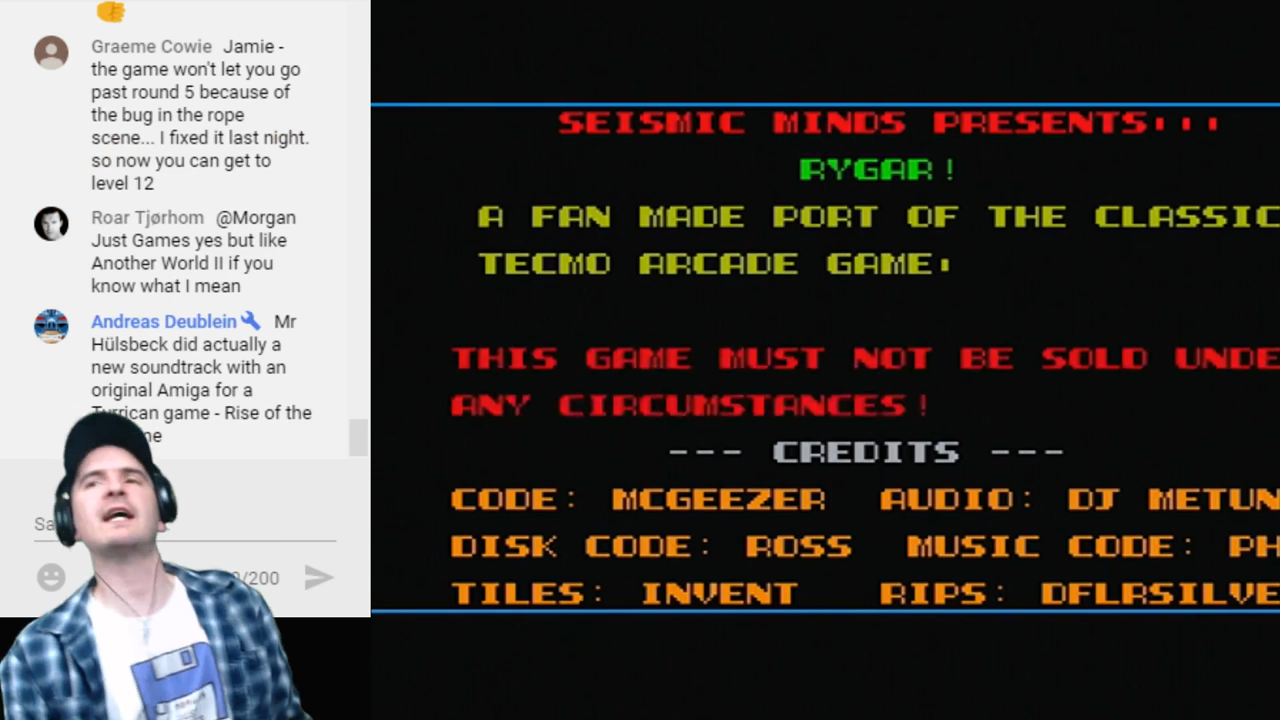 Graeme Cowie Jamie -
the game won't let you go
past round 5 because of
the bug in the rope
scene... I fixed it last night.
so now you can get to
level 12
Roar Tjørhom @Morgan
Just Games yes but like
Another World II if you
know what I mean
Andreas Deublein Mr
Hülsbeck did actually a
new soundtrack with an
original Amiga for a
Turrican game - Rise of the
/200
SEISMIC MINDS PRESENTS...
RYGAR!
A FAN MADE PORT OF THE CLASSIC
TECMO ARCADE GAME.
THIS GAME MUST NOT BE SOLD UNDE
ANY CIRCUMSTANCES!
--- CREDITS ---
CODE: MCGEEZER AUDIO: DJ METUN
DISK CODE: ROSS MUSIC CODE: PH
TILES: INVENT RIPS: DFLRSILVE